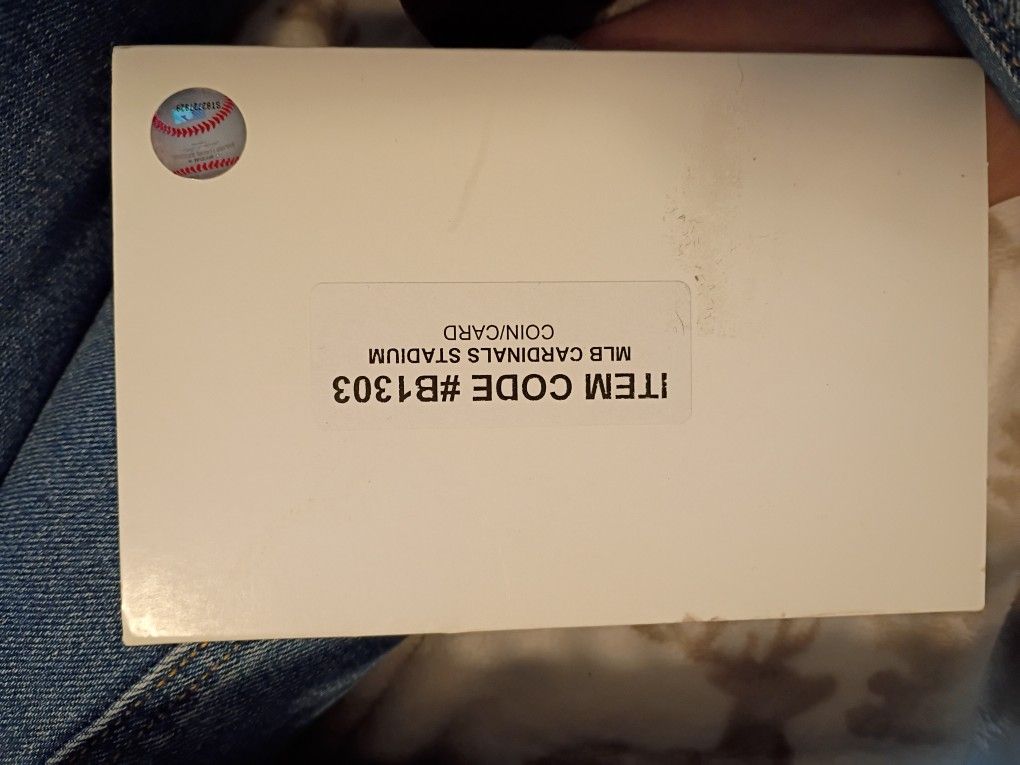 ITEM CODE #B1303
MLB CARDINALS STADIUM
COIN/CARD